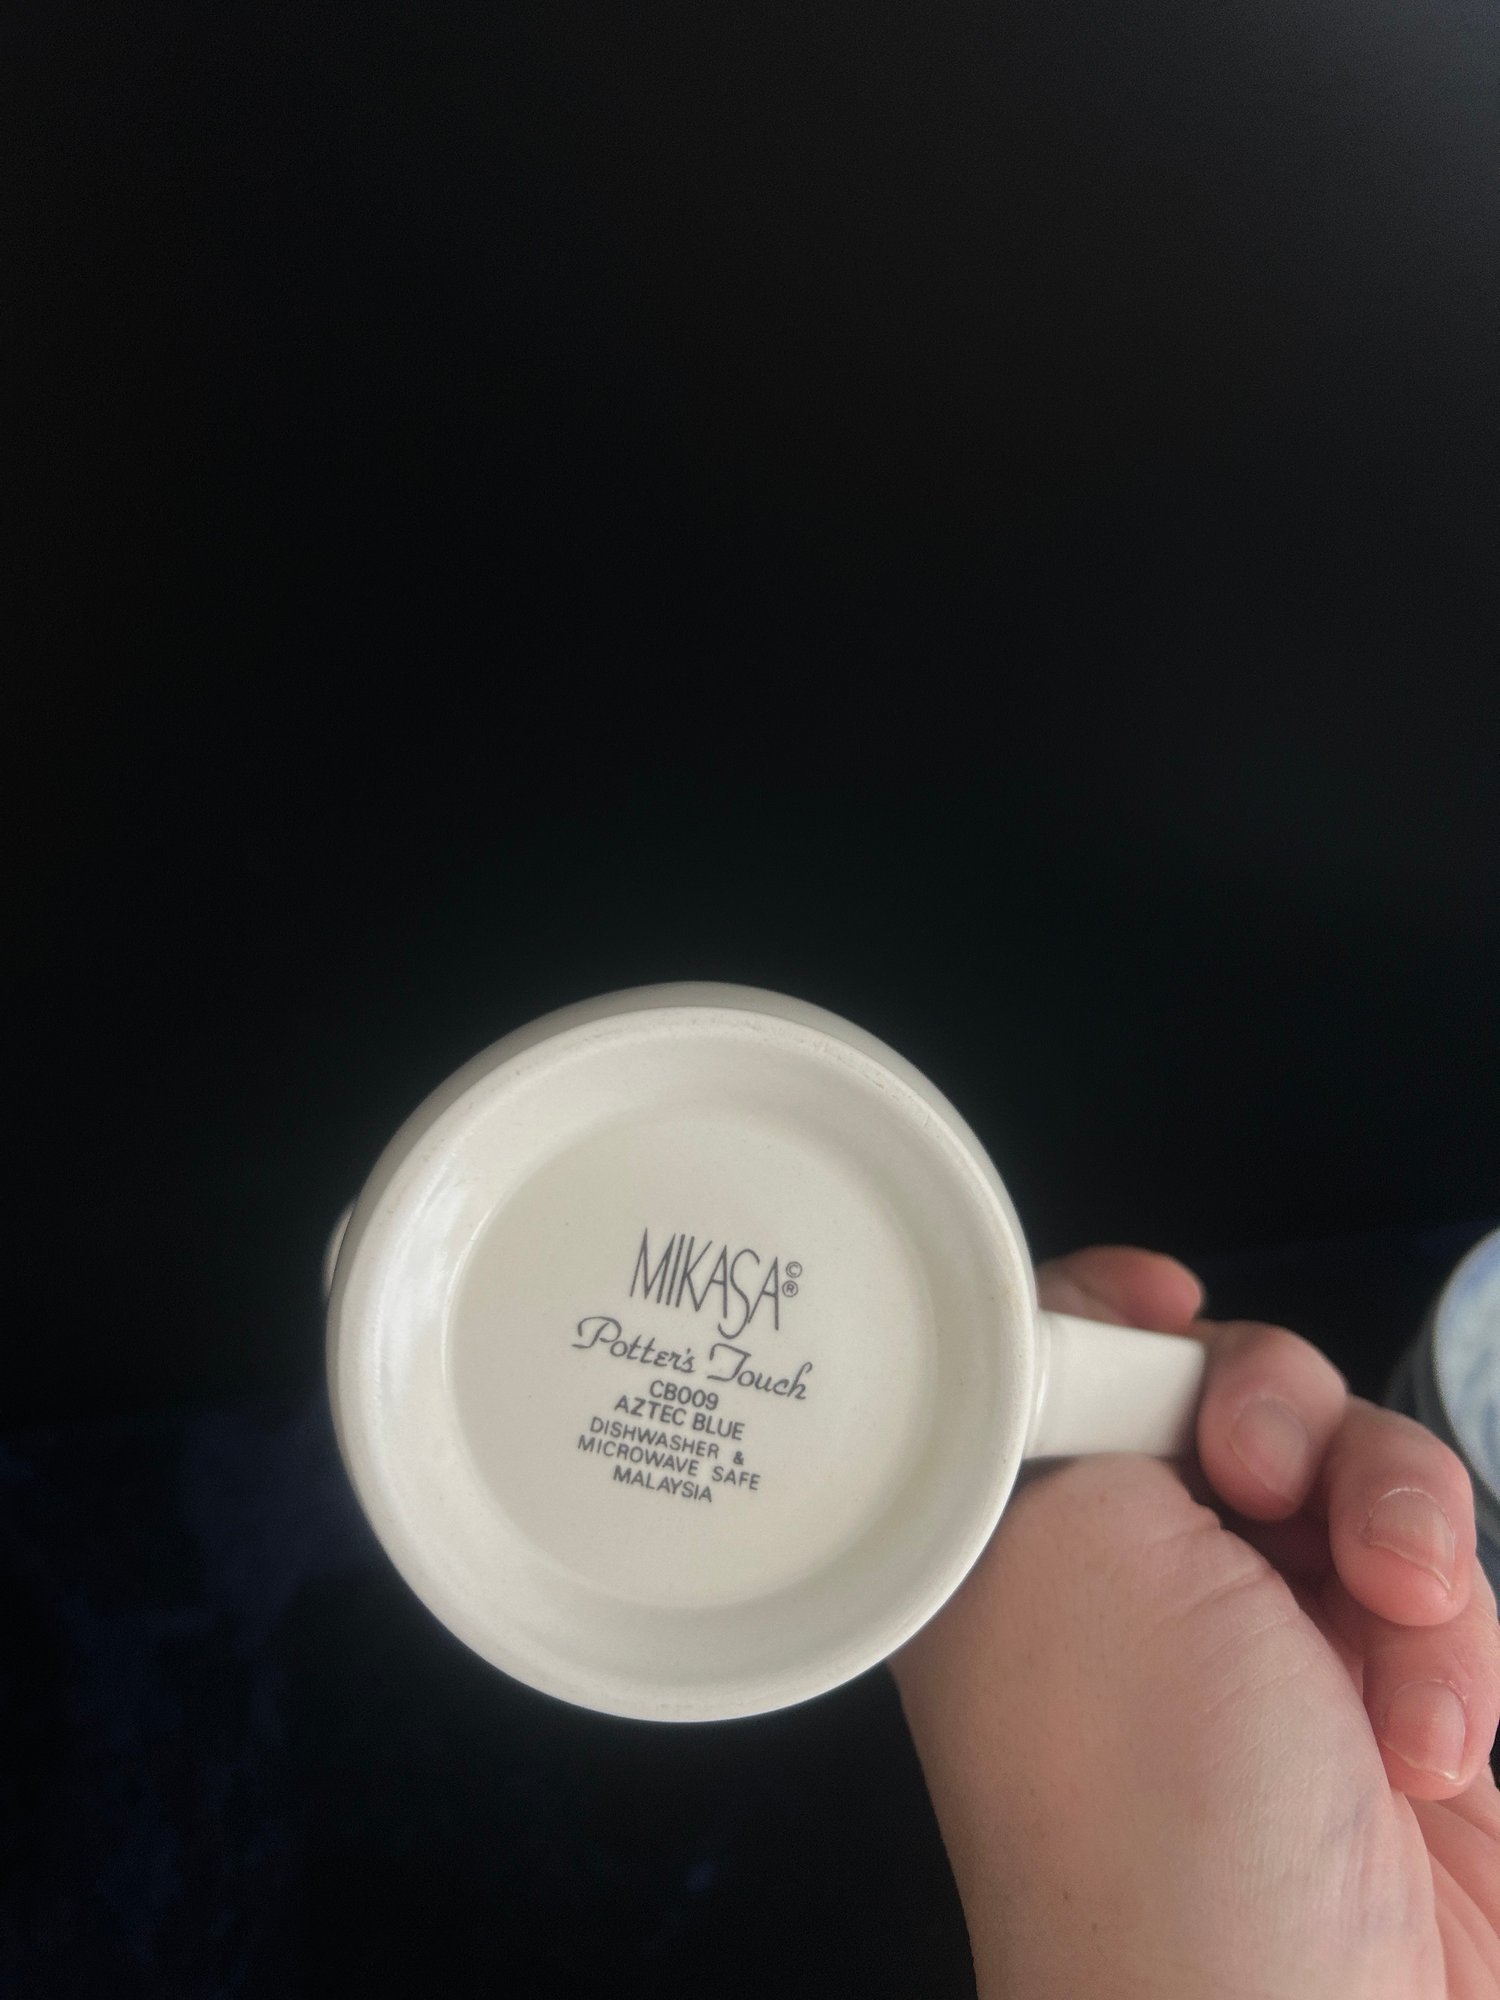 MIKASA©®
Potter's Touch
CB009
AZTEC BLUE
DISHWASHER &
MICROWAVE SAFE
MALAYSIA